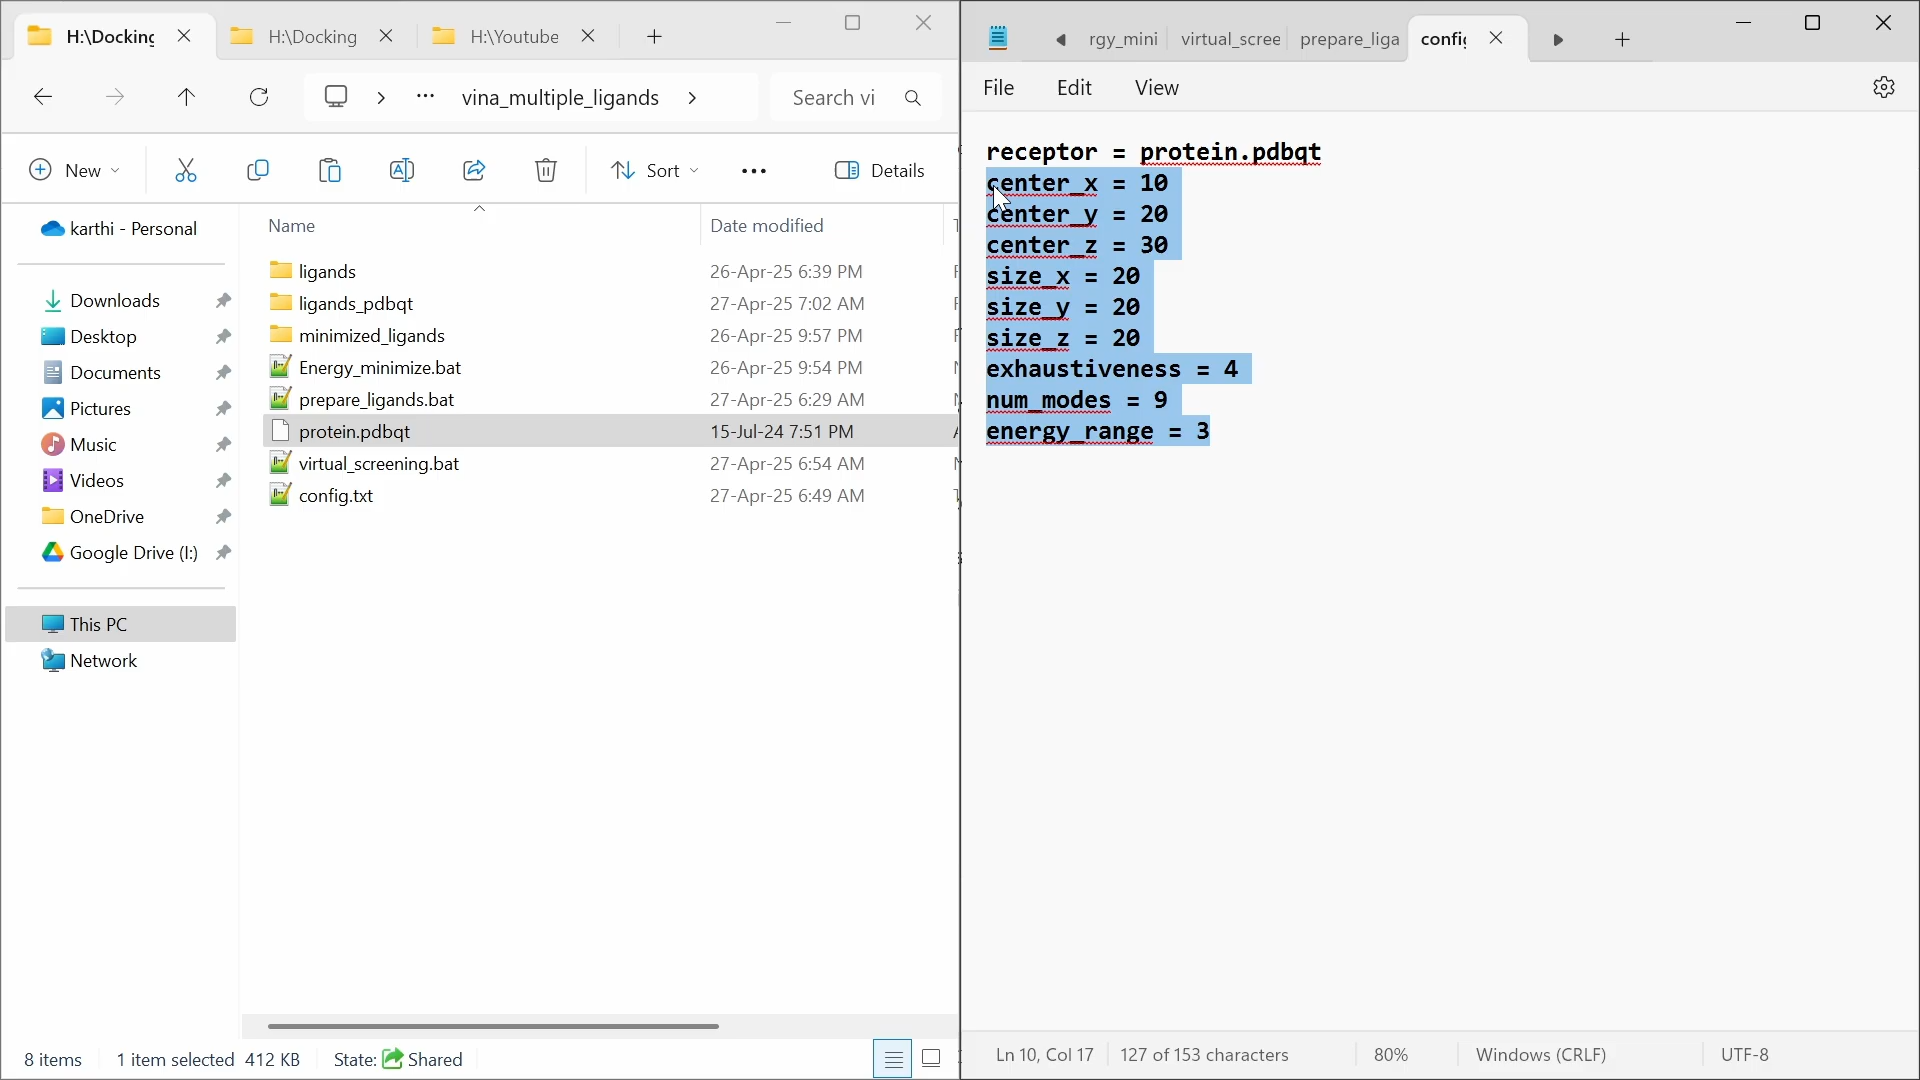 H:\Docking
H:\Docking
H:\Youtube
vina_multiple_ligands
Search vi
New
Sort
Details
karthi - Personal
Downloads
Desktop
Documents
Pictures
Music
Videos
OneDrive
Google Drive (I:)
This PC
Network
Name Date modified
ligands 26-Apr-25 6:39 PM
ligands_pdbqt 27-Apr-25 7:02 AM
minimized_ligands 26-Apr-25 9:57 PM
Energy_minimize.bat 26-Apr-25 9:54 PM
prepare_ligands.bat 27-Apr-25 6:29 AM
protein.pdbqt 15-Jul-24 7:51 PM
virtual_screening.bat 27-Apr-25 6:54 AM
config.txt 27-Apr-25 6:49 AM
8 items 1 item selected 412 KB State: Shared
rgy_mini virtual_scree prepare_liga config
File Edit View
receptor = protein.pdbqt
center_x = 10
center_y = 20
center_z = 30
size_x = 20
size_y = 20
size_z = 20
exhaustiveness = 4
num_modes = 9
energy_range = 3
Ln 10, Col 17 127 of 153 characters 80% Windows (CRLF) UTF-8